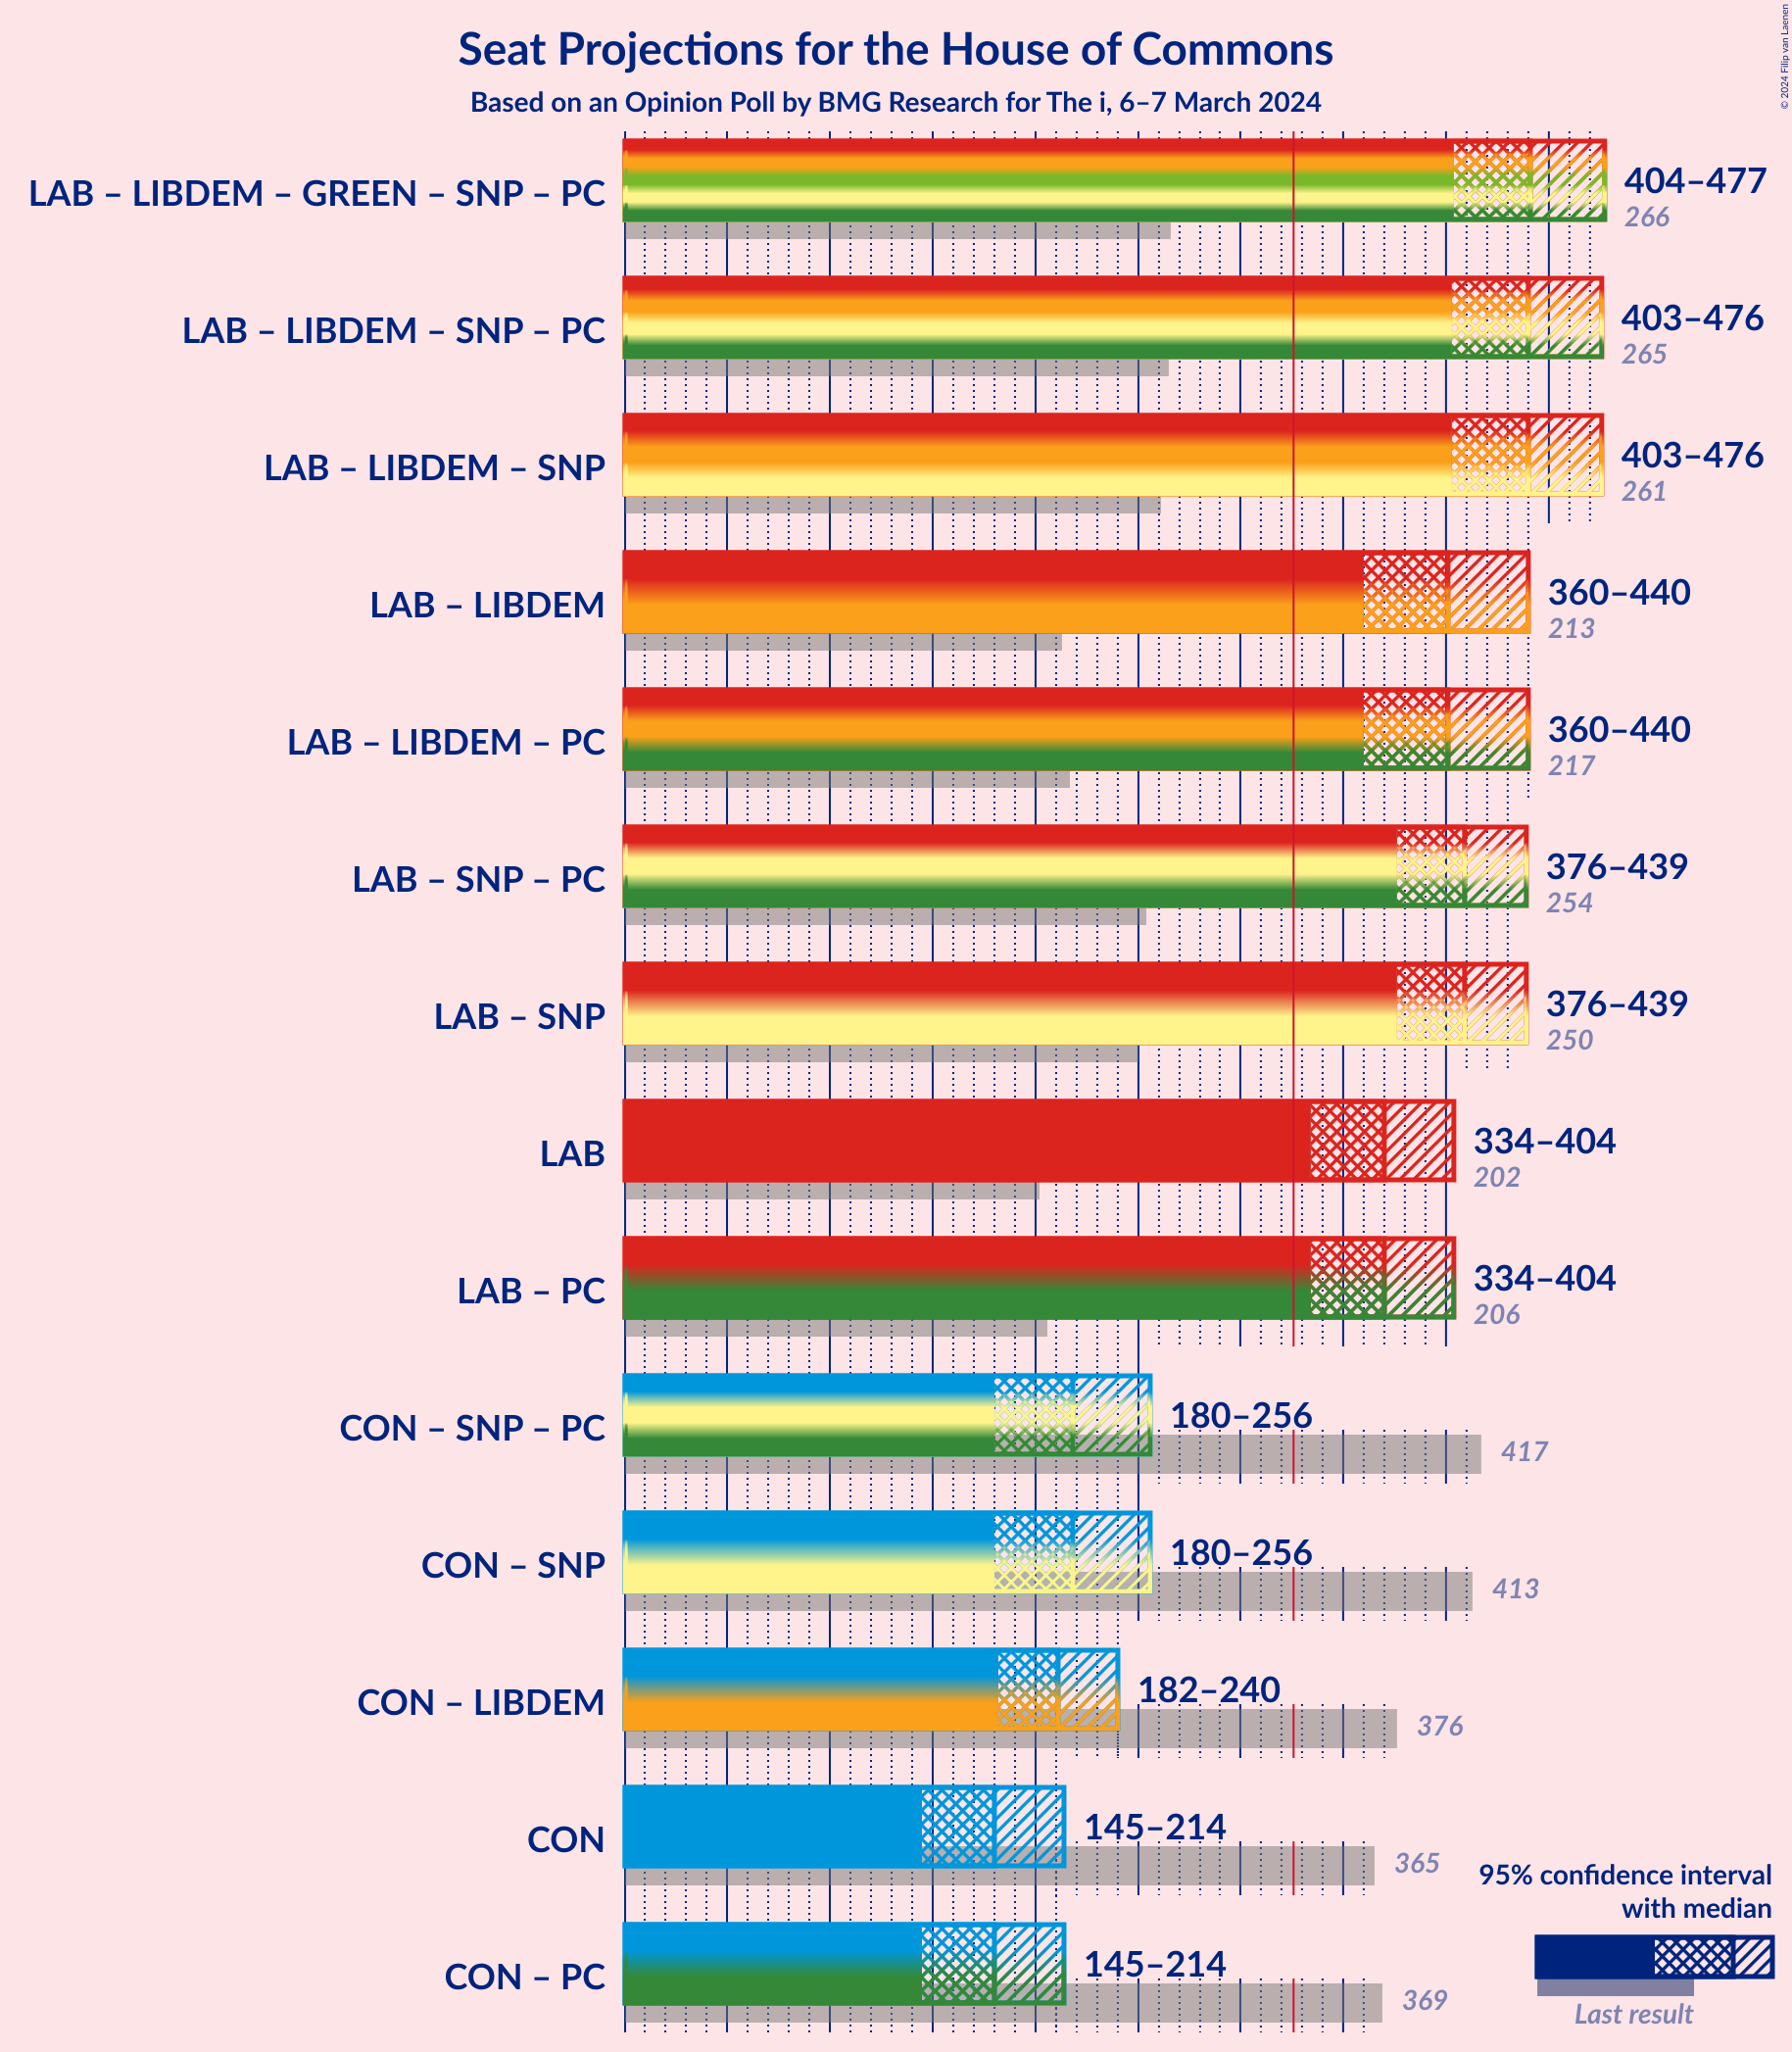 Seat Projections for the House of Commons
Based on an Opinion Poll by BMG Research for The i, 6–7 March 2024
© 2024 Filip van Laenen
LAB – LIBDEM – GREEN – SNP – PC
404–477
266
LAB – LIBDEM – SNP – PC
403–476
265
LAB – LIBDEM – SNP
403–476
261
LAB – LIBDEM
360–440
213
LAB – LIBDEM – PC
360–440
217
LAB – SNP – PC
376–439
254
LAB – SNP
376–439
250
LAB
334–404
202
LAB – PC
334–404
206
CON – SNP – PC
180–256
417
CON – SNP
180–256
413
CON – LIBDEM
182–240
376
CON
145–214
365
CON – PC
145–214
369
95% confidence interval
with median
Last result